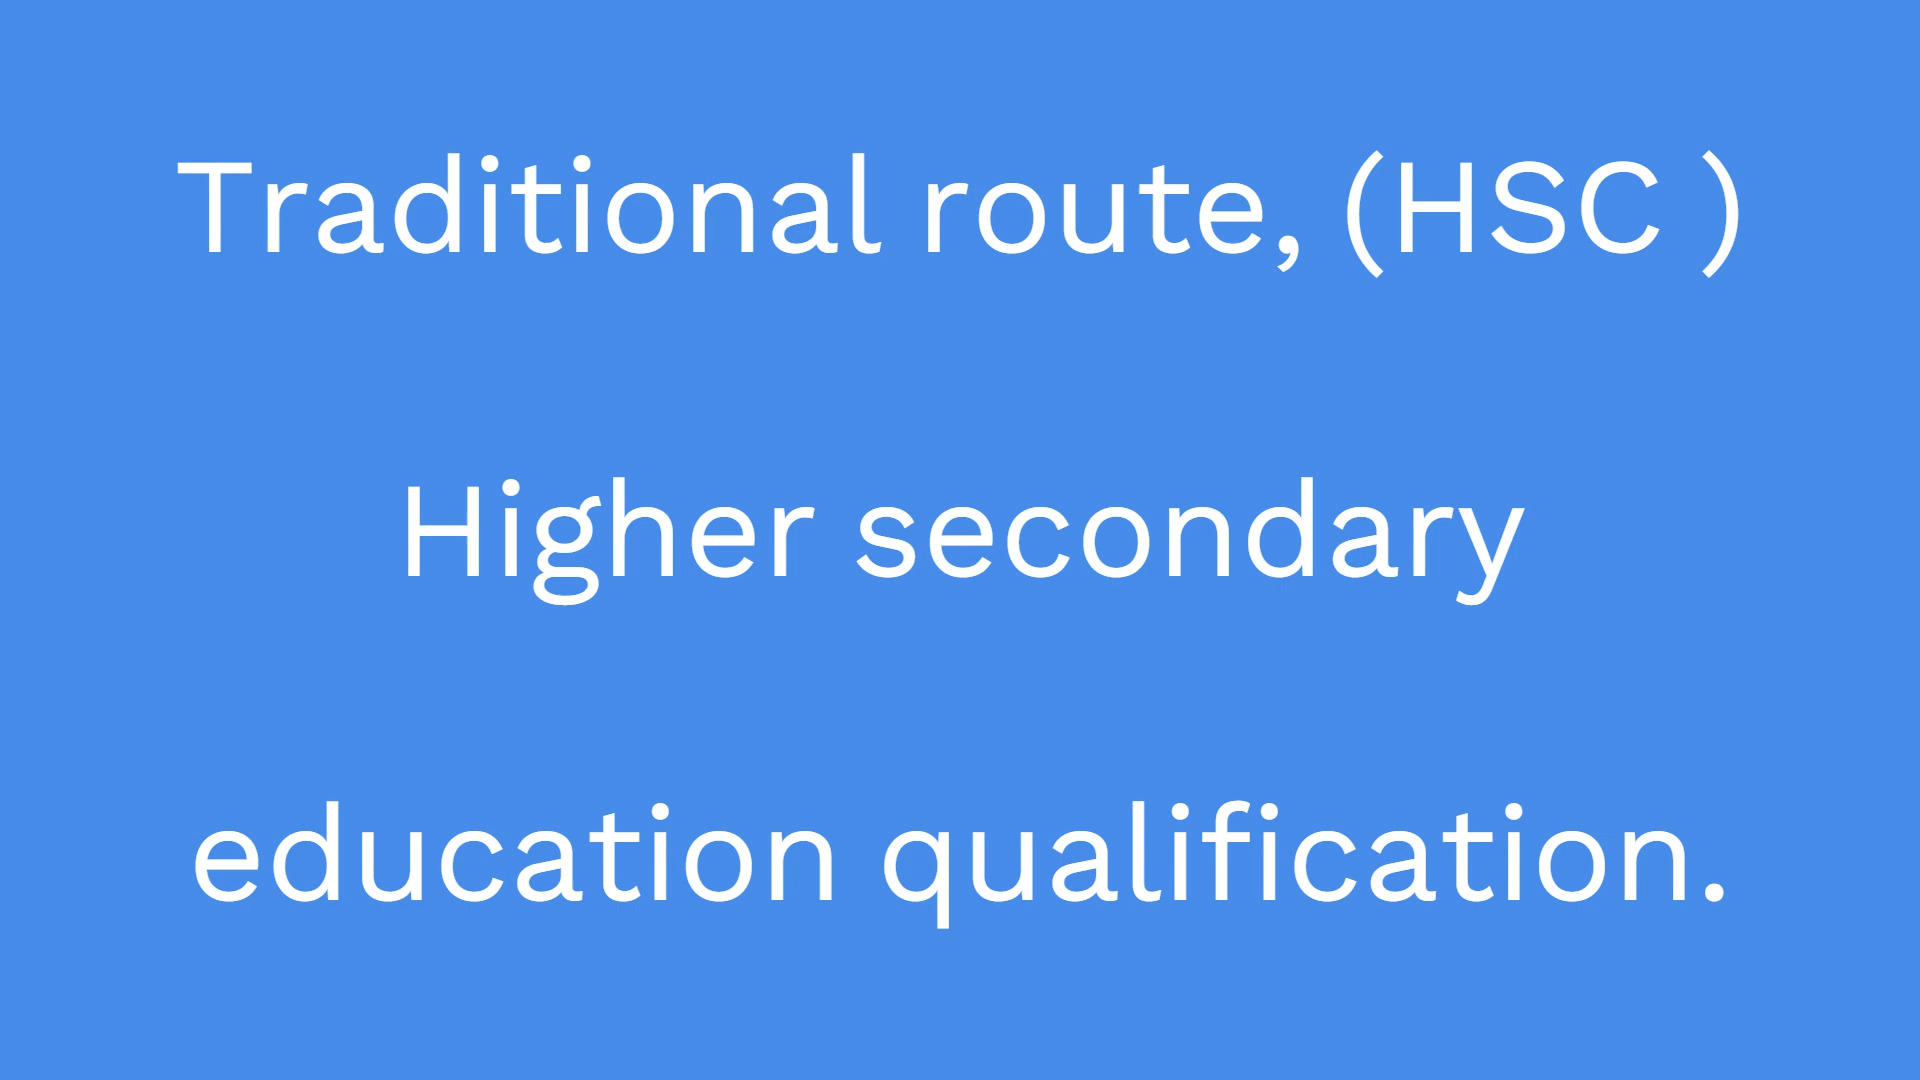 Traditional route, (HSC )
Higher secondary
education qualification.